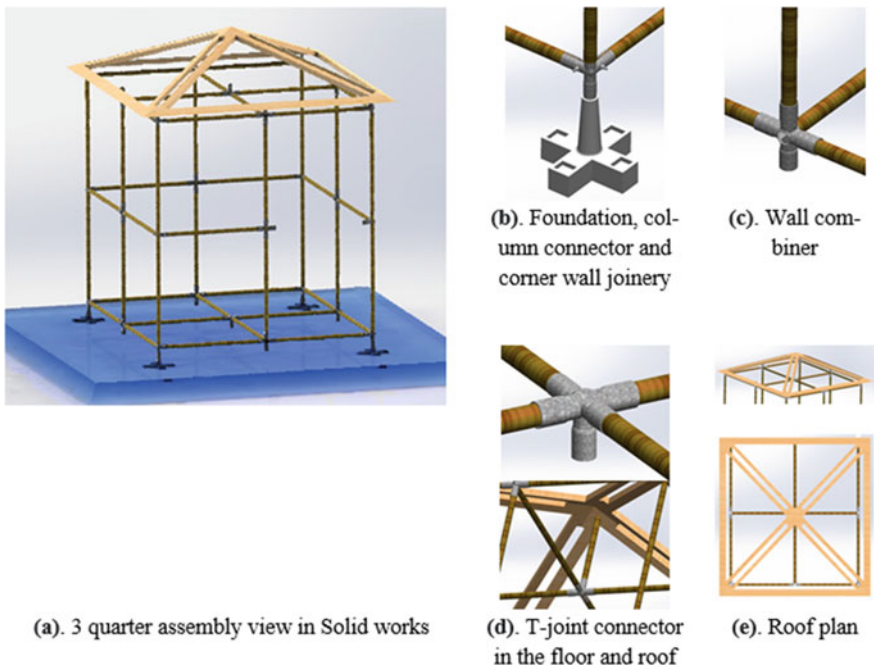 (b). Foundation, col-
umn connector and
corner wall joinery
(c). Wall com-
biner
(a). 3 quarter assembly view in Solid works
(d). T-joint connector
in the floor and roof
(e). Roof plan